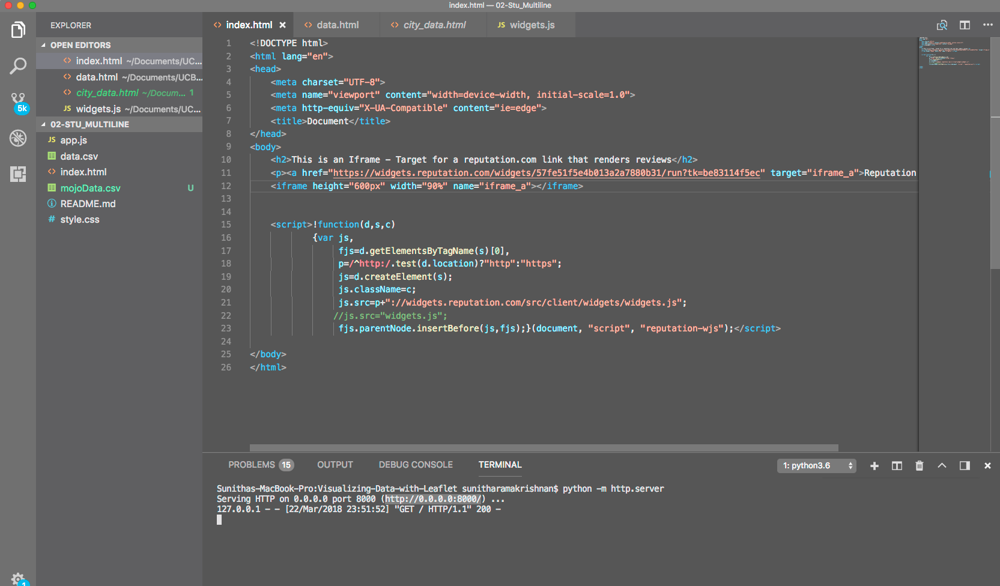 index.html — 02-Stu_Multiline
EXPLORER
OPEN EDITORS
index.html ~/Documents/UC...
data.html ~/Documents/UCB...
city_data.html ~/Docum... 1
JS widgets.js ~/Documents/UC...
02-STU_MULTILINE
JS app.js
data.csv
<> index.html
mojoData.csv U
README.md
# style.css
5k
1
<> index.html ×
<> data.html
<> city_data.html
JS widgets.js
1 <!DOCTYPE html>
2 <html lang="en">
3 <head>
4 <meta charset="UTF-8">
5 <meta name="viewport" content="width=device-width, initial-scale=1.0">
6 <meta http-equiv="X-UA-Compatible" content="ie=edge">
7 <title>Document</title>
8 </head>
9 <body>
10 <h2>This is an Iframe - Target for a reputation.com link that renders reviews</h2>
11 <p><a href="https://widgets.reputation.com/widgets/57fe51f5e4b013a2a7880b31/run?tk=be83114f5ec" target="iframe_a">Reputation
12 <iframe height="600px" width="90%" name="iframe_a"></iframe>
13
14
15 <script>!function(d,s,c)
16 {var js,
17 fjs=d.getElementsByTagName(s)[0],
18 p=/^http:/.test(d.location)?"http":"https";
19 js=d.createElement(s);
20 js.className=c;
21 js.src=p+"://widgets.reputation.com/src/client/widgets/widgets.js";
22 //js.src="widgets.js";
23 fjs.parentNode.insertBefore(js,fjs);}(document, "script", "reputation-wjs");</script>
24
25 </body>
26 </html>
PROBLEMS 15 OUTPUT DEBUG CONSOLE TERMINAL
1: python3.6
Sunithas-MacBook-Pro:Visualizing-Data-with-Leaflet sunitharamakrishnan$ python -m http.server
Serving HTTP on 0.0.0.0 port 8000 (http://0.0.0.0:8000/) ...
127.0.0.1 - - [22/Mar/2018 23:51:52] "GET / HTTP/1.1" 200 -